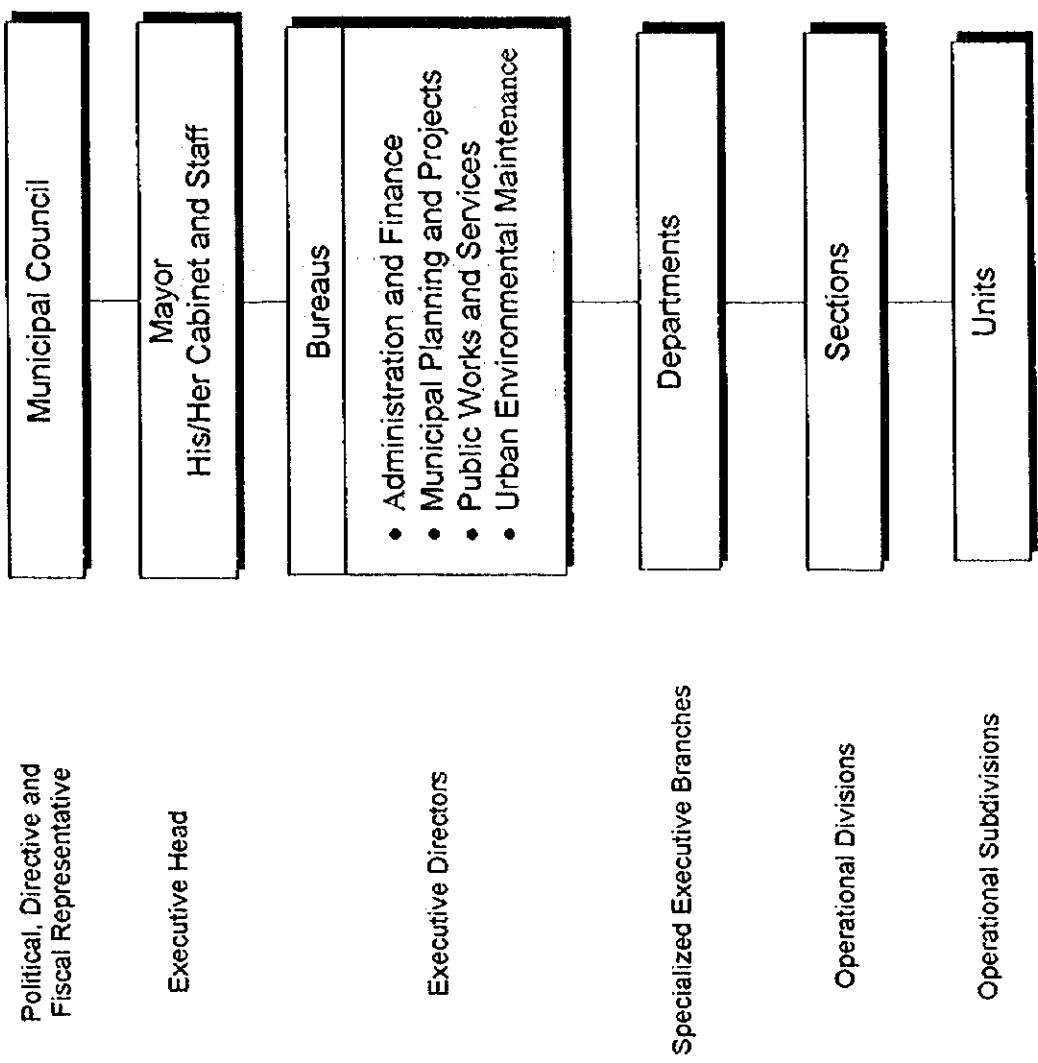 Political, Directive and
Fiscal Representative
Municipal Council
Executive Head
Mayor
His/Her Cabinet and Staff
Executive Directors
Bureaus
• Administration and Finance
• Municipal Planning and Projects
• Public Works and Services
• Urban Environmental Maintenance
Specialized Executive Branches
Departments
Operational Divisions
Sections
Operational Subdivisions
Units